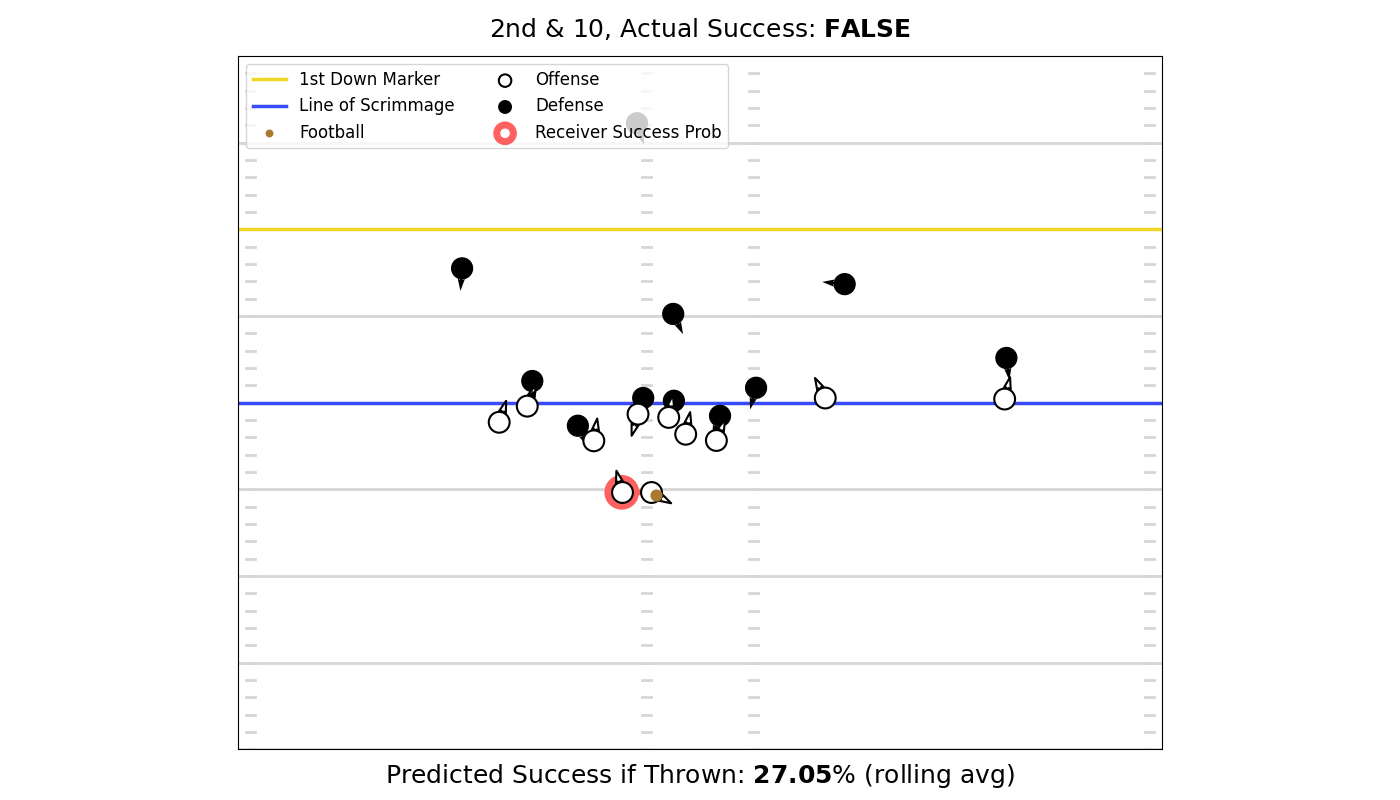 2nd & 10, Actual Success: FALSE
1st Down Marker
Line of Scrimmage
Football
Offense
Defense
Receiver Success Prob
Predicted Success if Thrown: 27.05% (rolling avg)